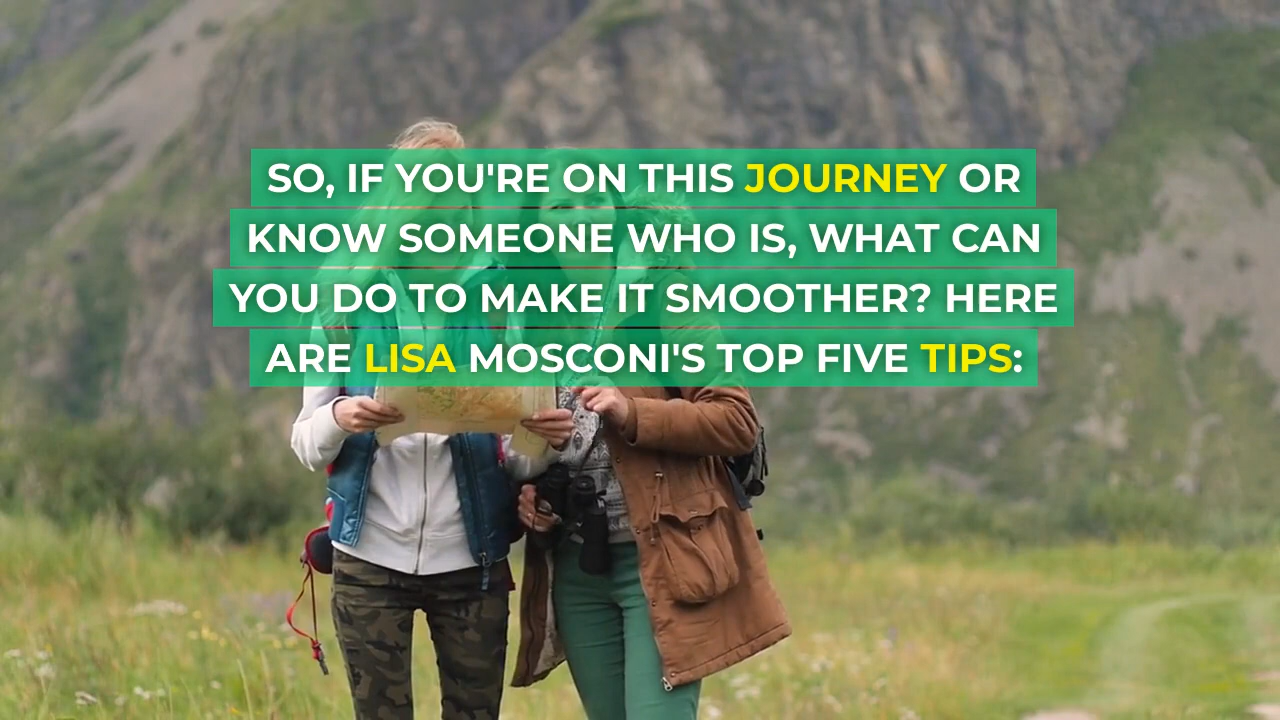 SO, IF YOU'RE ON THIS JOURNEY OR
KNOW SOMEONE WHO IS, WHAT CAN
YOU DO TO MAKE IT SMOOTHER? HERE
ARE LISA MOSCONI'S TOP FIVE TIPS: